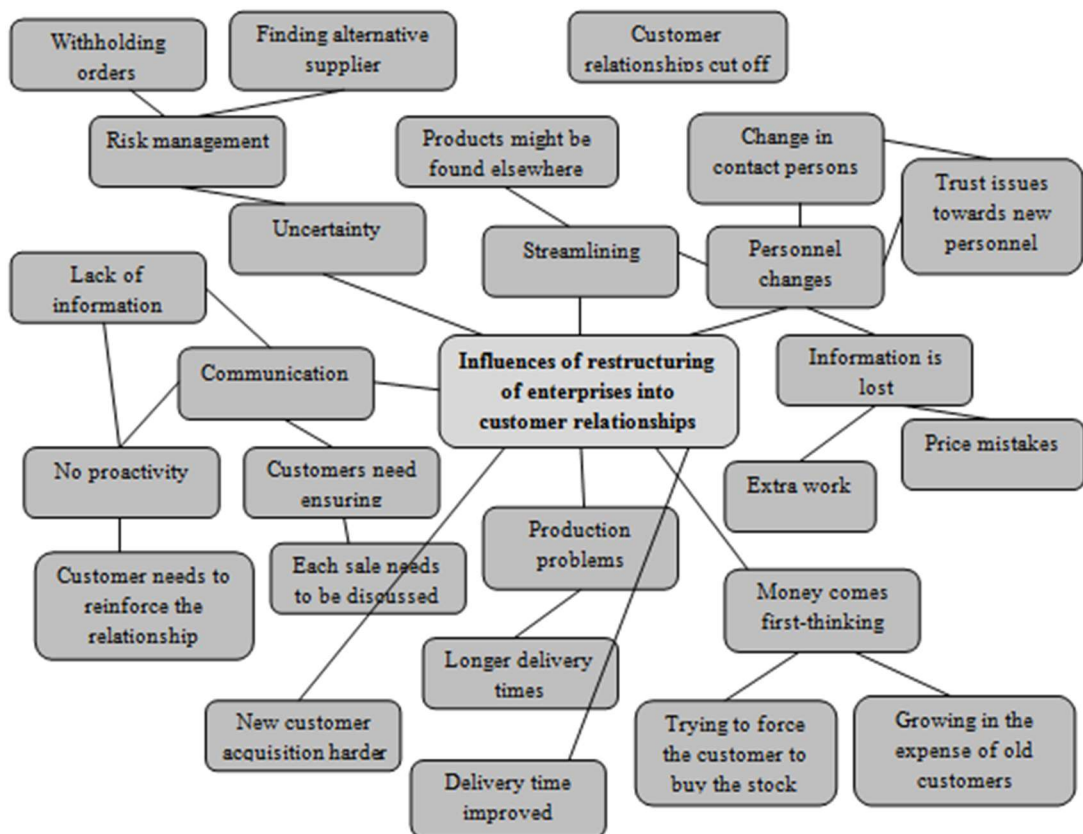 Withholding
orders
Finding alternative
supplier
Customer
relationships cut off
Risk management
Products might be
found elsewhere
Change in
contact persons
Trust issues
towards new
personnel
Uncertainty
Streamlining
Personnel
changes
Lack of
information
Communication
Influences of restructuring
of enterprises into
customer relationships
Information is
lost
No proactivity
Customers need
ensuring
Price mistakes
Extra work
Production
problems
Customer needs to
reinforce the
relationship
Each sale needs
to be discussed
Money comes
first-thinking
Longer delivery
times
New customer
acquisition harder
Trying to force
the customer to
buy the stock
Growing in the
expense of old
customers
Delivery time
improved